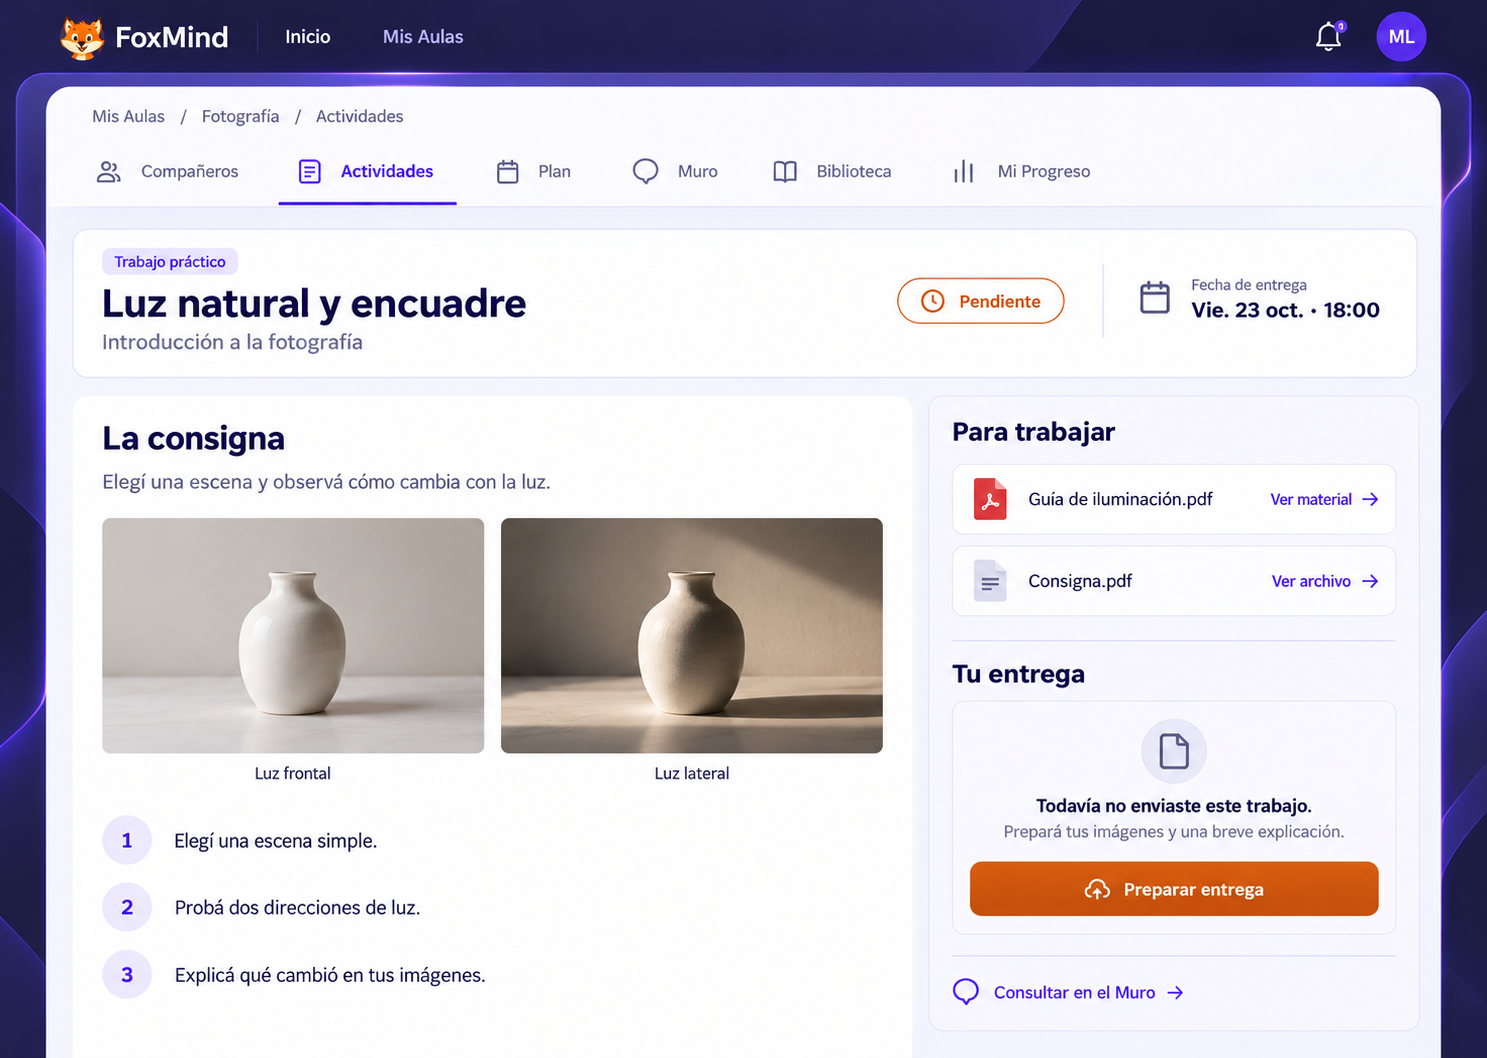 FoxMind
Inicio
Mis Aulas
ML
Mis Aulas / Fotografía / Actividades
Compañeros
Actividades
Plan
Muro
Biblioteca
Mi Progreso
Trabajo práctico
Luz natural y encuadre
Introducción a la fotografía
Pendiente
Fecha de entrega
Vie. 23 oct. • 18:00
La consigna
Elegí una escena y observá cómo cambia con la luz.
Luz frontal
Luz lateral
1 Elegí una escena simple.
2 Probá dos direcciones de luz.
3 Explicá qué cambió en tus imágenes.
Para trabajar
Guía de iluminación.pdf
Ver material →
Consigna.pdf
Ver archivo →
Tu entrega
Todavía no enviaste este trabajo.
Prepará tus imágenes y una breve explicación.
Preparar entrega
Consultar en el Muro →